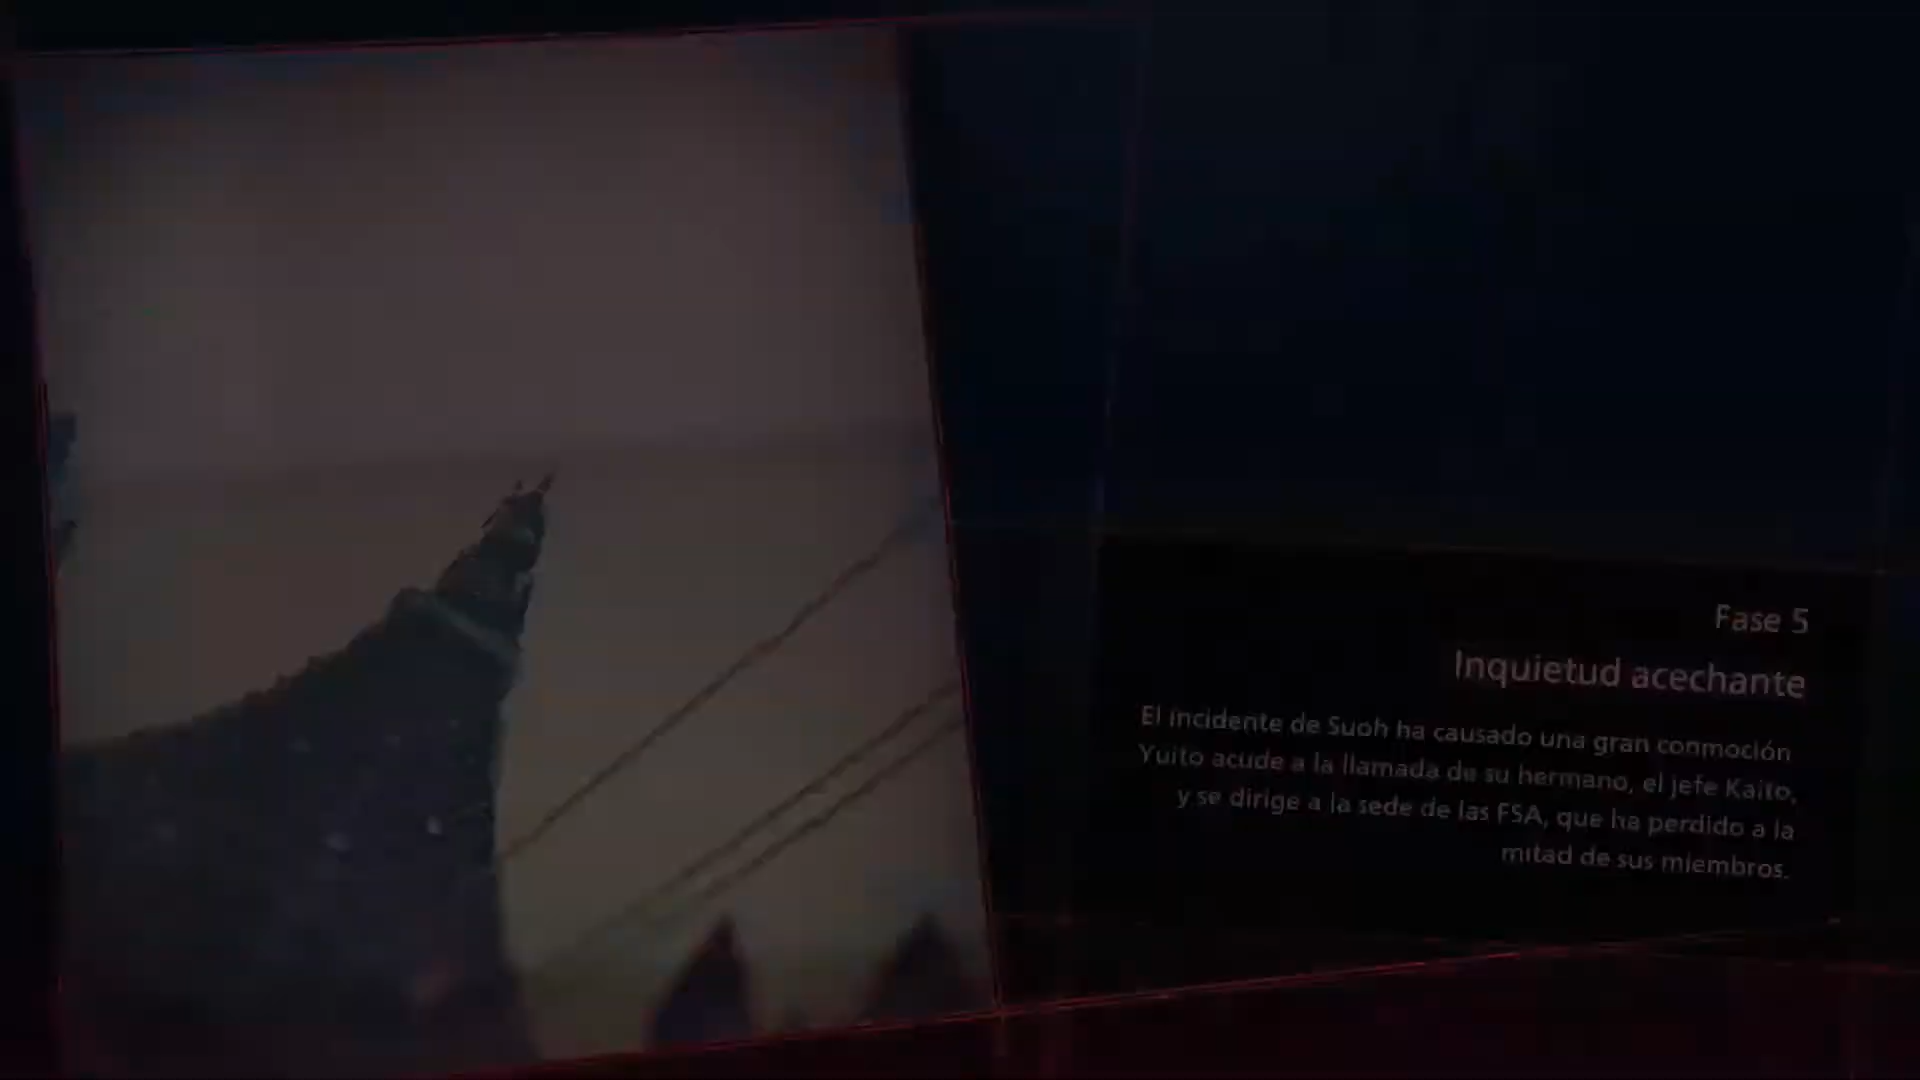 Fase 5
Inquietud acechante
El incidente de Suoh ha causado una gran conmoción
Yuito acude a la llamada de su hermano, el jefe Kaito,
y se dirige a la sede de las FSA, que ha perdido a la
mitad de sus miembros.